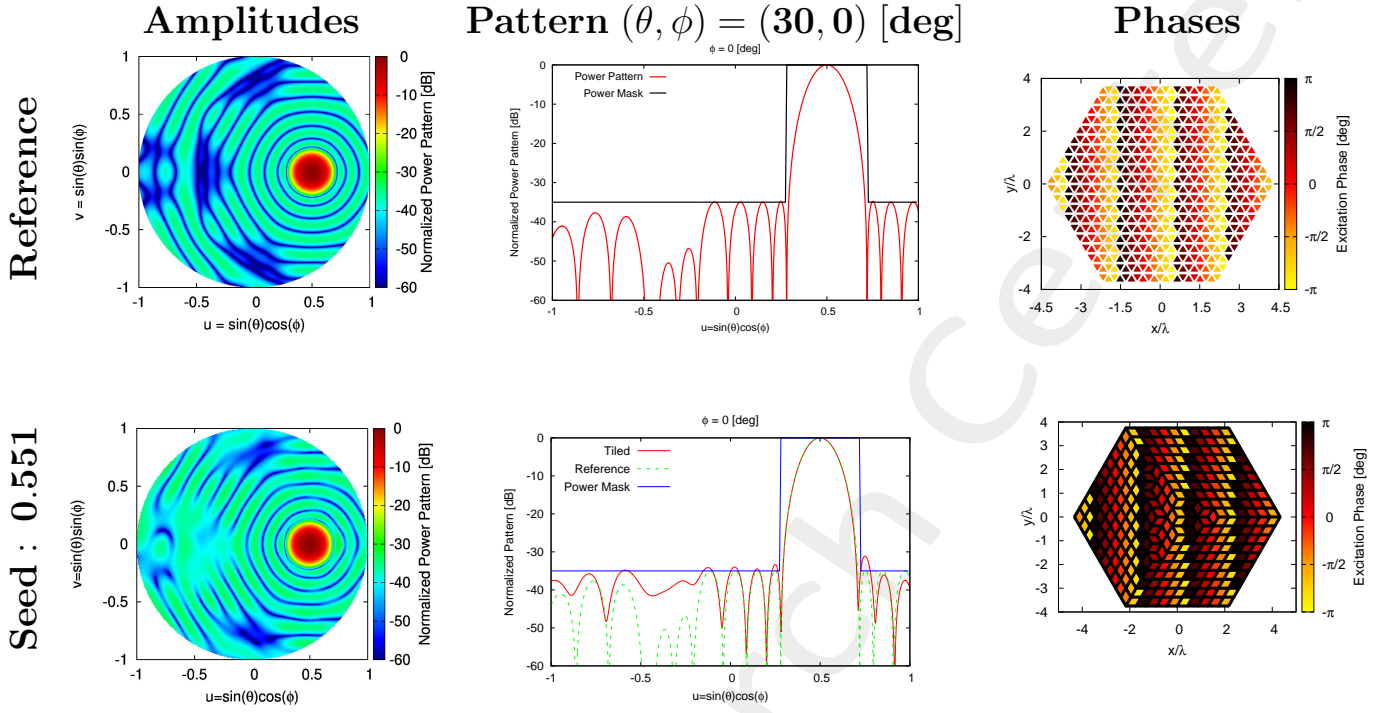 Amplitudes
Pattern (θ, ϕ) = (30, 0) [deg]
Phases
Reference
1
0.5
0
-0.5
-1
-1
-0.5
0
0.5
1
v = sin(θ)sin(ϕ)
u = sin(θ)cos(ϕ)
0
-10
-20
-30
-40
-50
-60
Normalized Power Pattern [dB]
ϕ = 0 [deg]
Power Pattern
Power Mask
0
-10
-20
-30
-40
-50
-60
-1
-0.5
0
0.5
1
Normalized Power Pattern [dB]
u=sin(θ)cos(ϕ)
4
2
0
-2
-4
-4.5
-3
-1.5
0
1.5
3
4.5
y/λ
x/λ
π
π/2
0
-π/2
-π
Excitation Phase [deg]
Seed : 0.551
1
0.5
0
-0.5
-1
-1
-0.5
0
0.5
1
v=sin(θ)sin(ϕ)
u=sin(θ)cos(ϕ)
0
-10
-20
-30
-40
-50
-60
Normalized Power Pattern [dB]
ϕ = 0 [deg]
Tiled
Reference
Power Mask
0
-10
-20
-30
-40
-50
-60
-1
-0.5
0
0.5
1
Normalized Power Pattern [dB]
u=sin(θ)cos(ϕ)
4
3
2
1
0
-1
-2
-3
-4
-4
-2
0
2
4
y/λ
x/λ
π
π/2
0
-π/2
-π
Excitation Phase [deg]